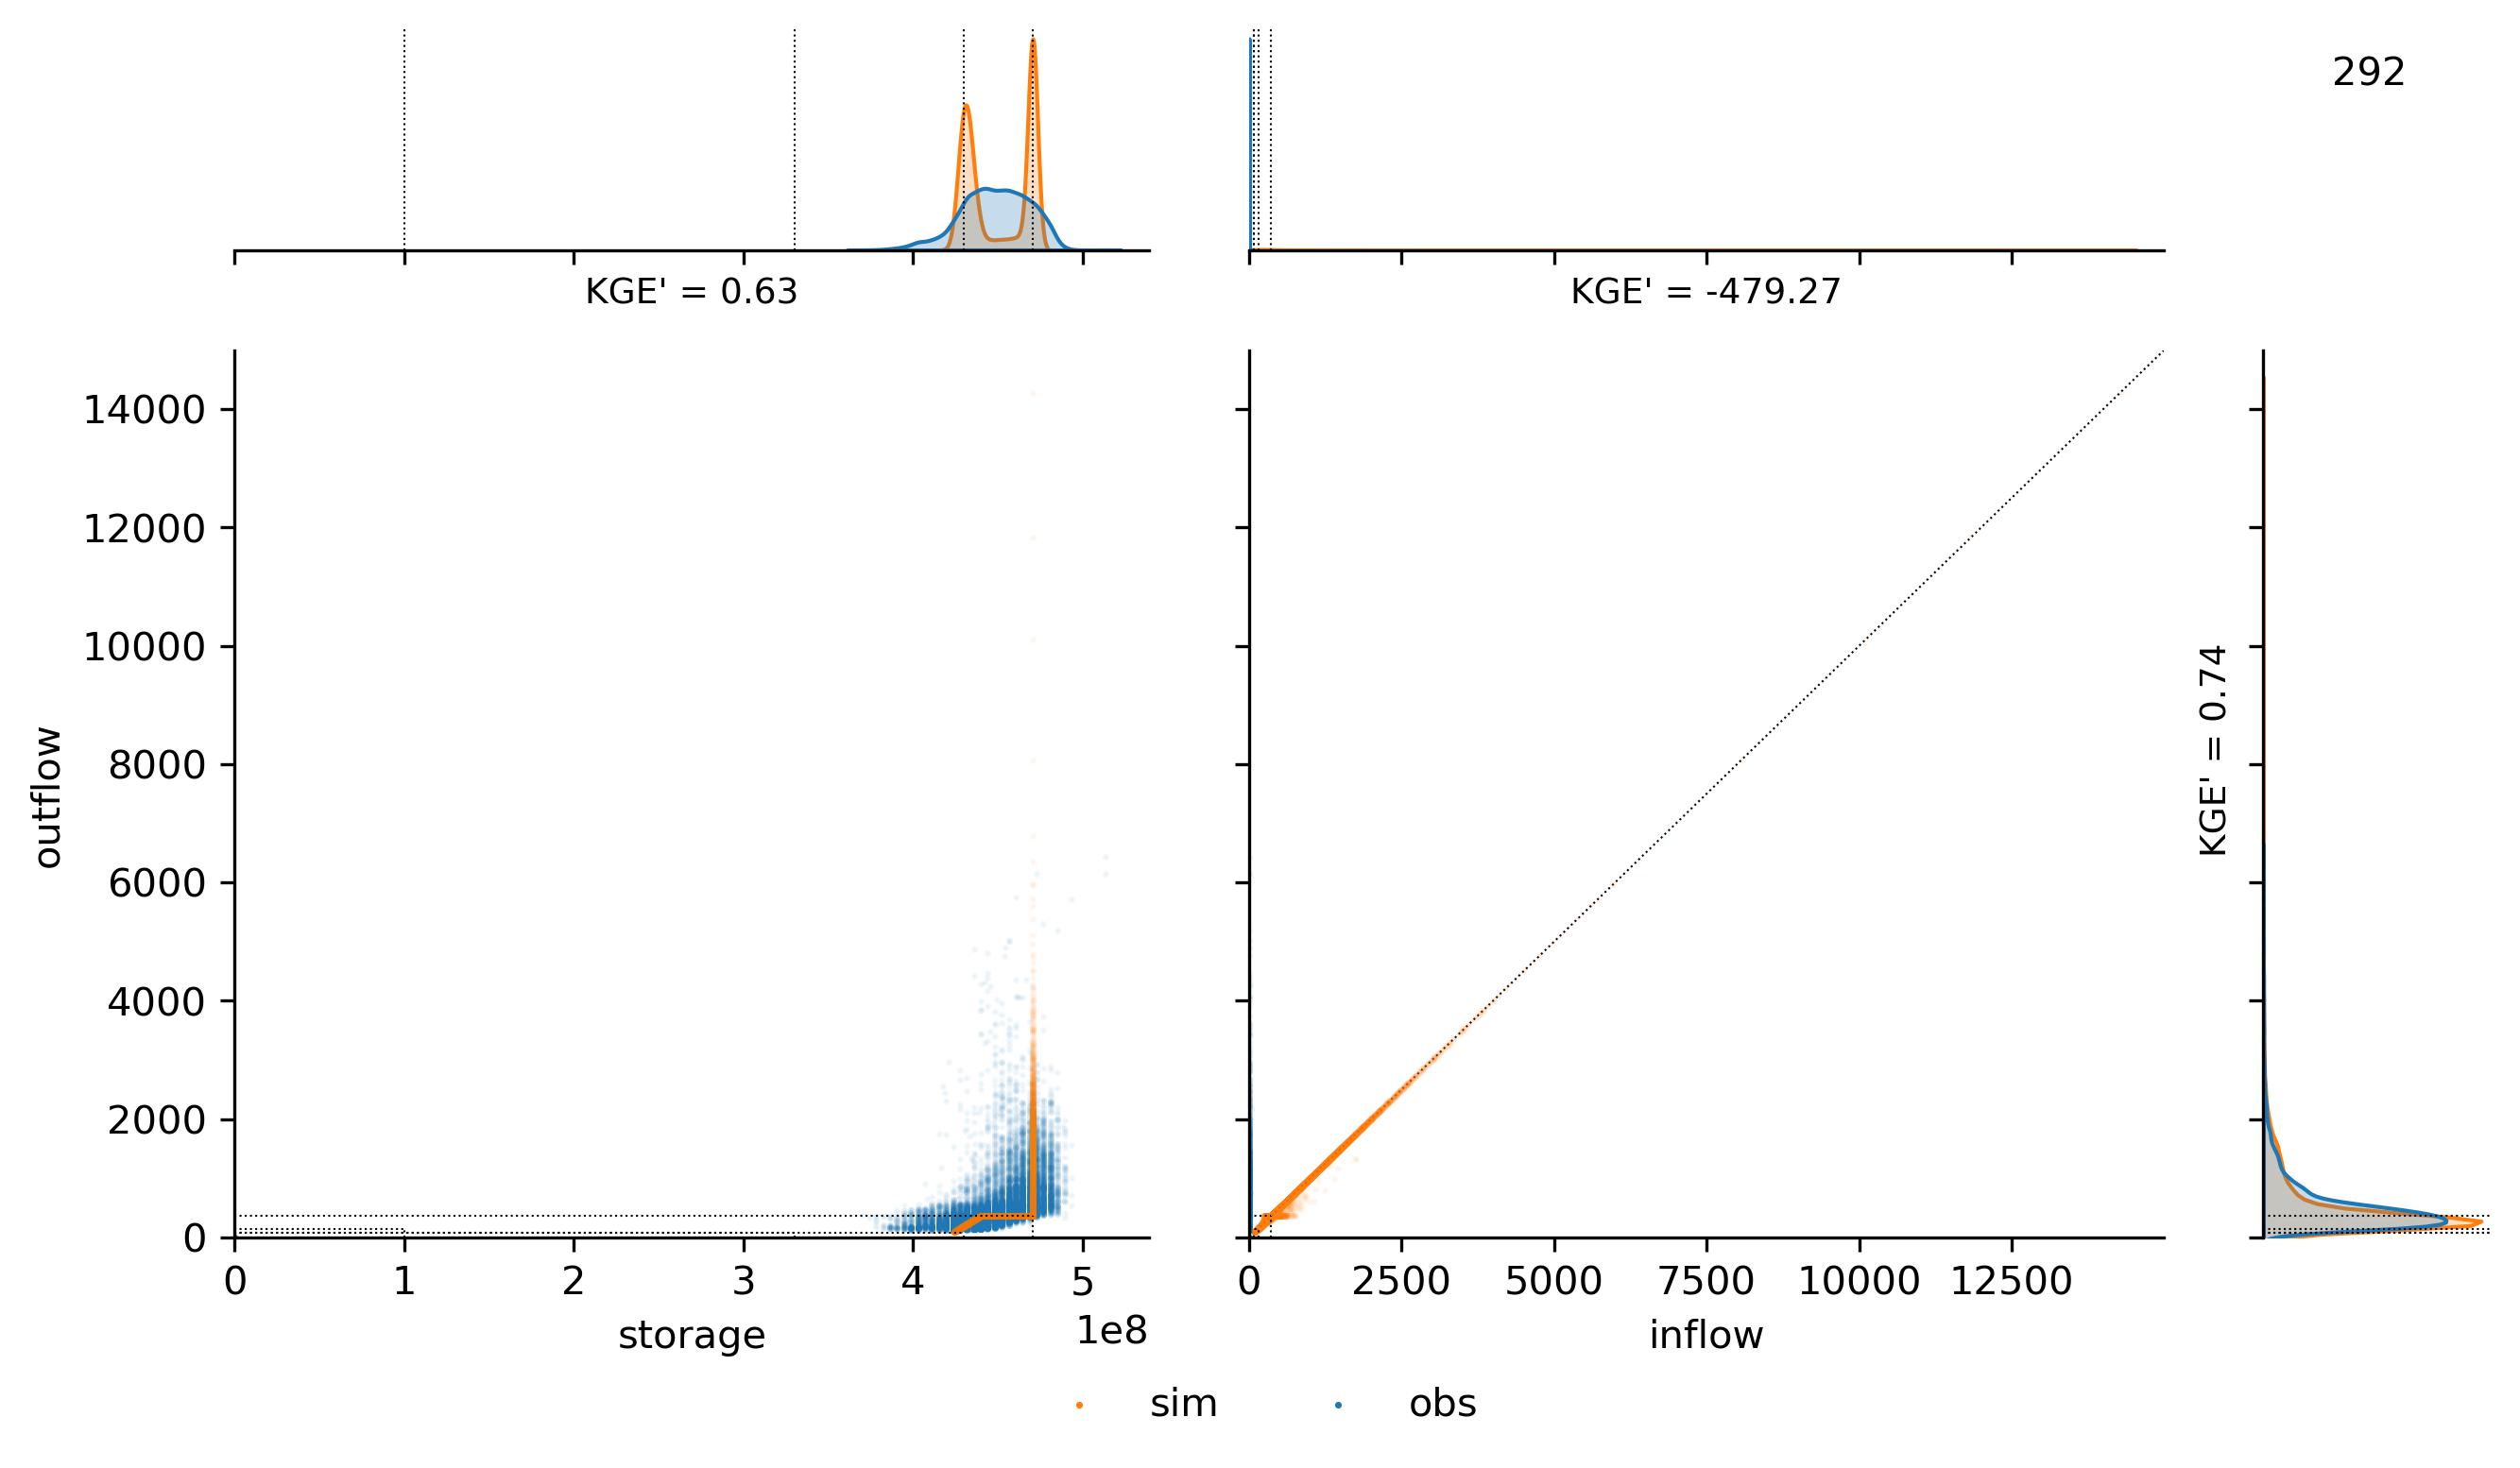 292
KGE' = 0.63
KGE' = -479.27
14000
12000
10000
8000
6000
4000
2000
0
outflow
KGE' = 0.74
0 1 2 3 4 5
storage
1e8
0 2500 5000 7500 10000 12500
inflow
sim obs